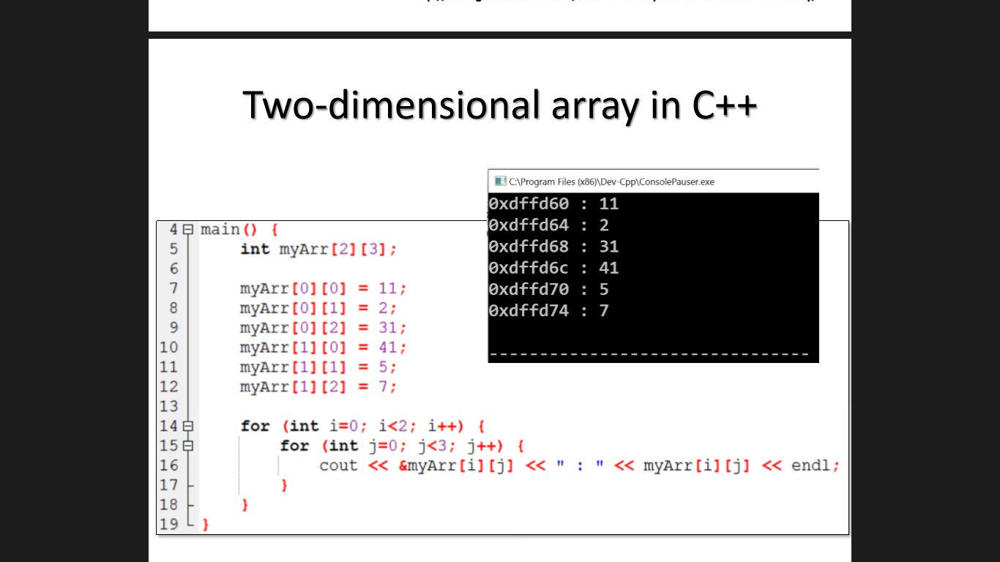 Two-dimensional array in C++
C:\Program Files (x86)\Dev-Cpp\ConsolePauser.exe
0xdffd60 : 11
0xdffd64 : 2
0xdffd68 : 31
0xdffd6c : 41
0xdffd70 : 5
0xdffd74 : 7
--------------------------------
4 main() {
5 int myArr[2][3];
6
7 myArr[0][0] = 11;
8 myArr[0][1] = 2;
9 myArr[0][2] = 31;
10 myArr[1][0] = 41;
11 myArr[1][1] = 5;
12 myArr[1][2] = 7;
13
14 for (int i=0; i<2; i++) {
15 for (int j=0; j<3; j++) {
16 cout << &myArr[i][j] << " : " << myArr[i][j] << endl;
17 }
18 }
19 }